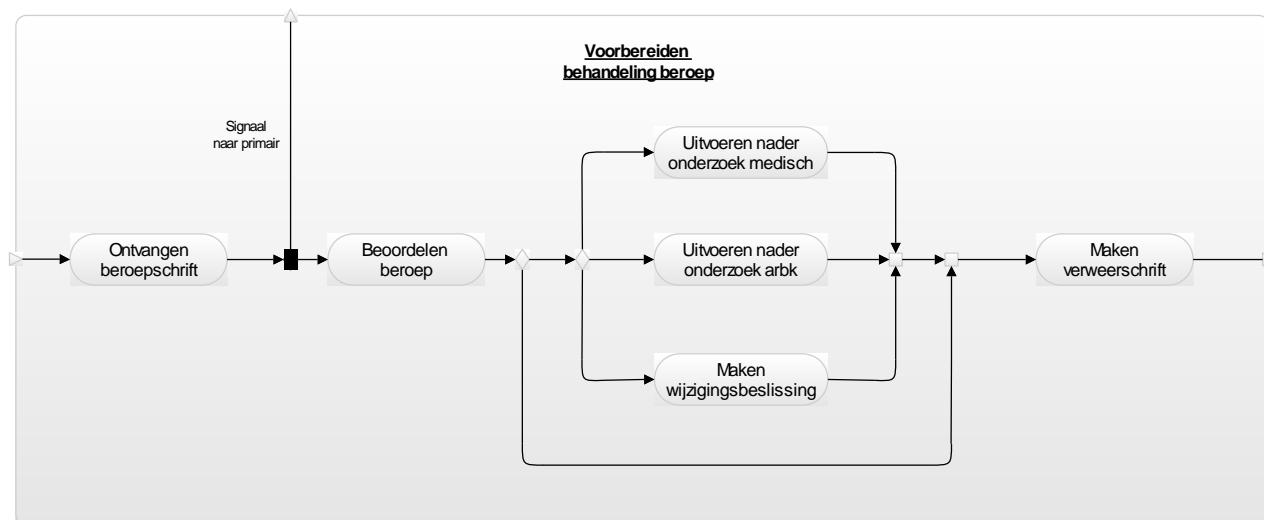 Voorbereiden
behandeling beroep
Signaal
naar primair
Uitvoeren nader
onderzoek medisch
Ontvangen
beroepschrift
Beoordelen
beroep
Uitvoeren nader
onderzoek arbk
Maken
verweerschrift
Maken
wijzigingsbeslissing